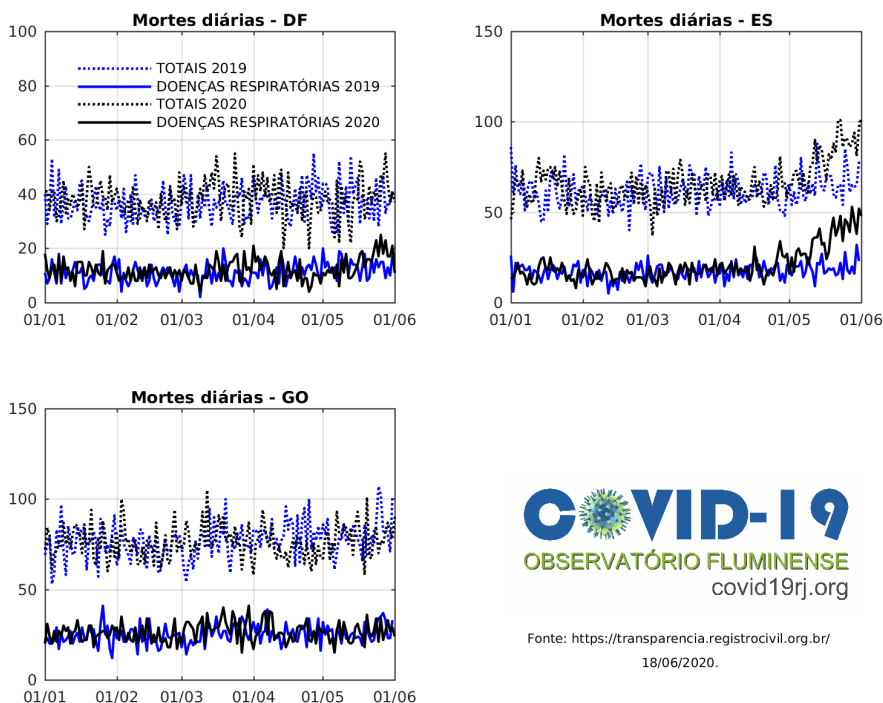 Mortes diárias - DF
100
80
60
40
20
0
TOTAIS 2019
DOENÇAS RESPIRATÓRIAS 2019
TOTAIS 2020
DOENÇAS RESPIRATÓRIAS 2020
01/01 01/02 01/03 01/04 01/05 01/06
Mortes diárias - ES
150
100
50
0
01/01 01/02 01/03 01/04 01/05 01/06
Mortes diárias - GO
150
100
50
0
01/01 01/02 01/03 01/04 01/05 01/06
COVID-19
OBSERVATÓRIO FLUMINENSE
covid19rj.org
Fonte: https://transparencia.registrocivil.org.br/
18/06/2020.